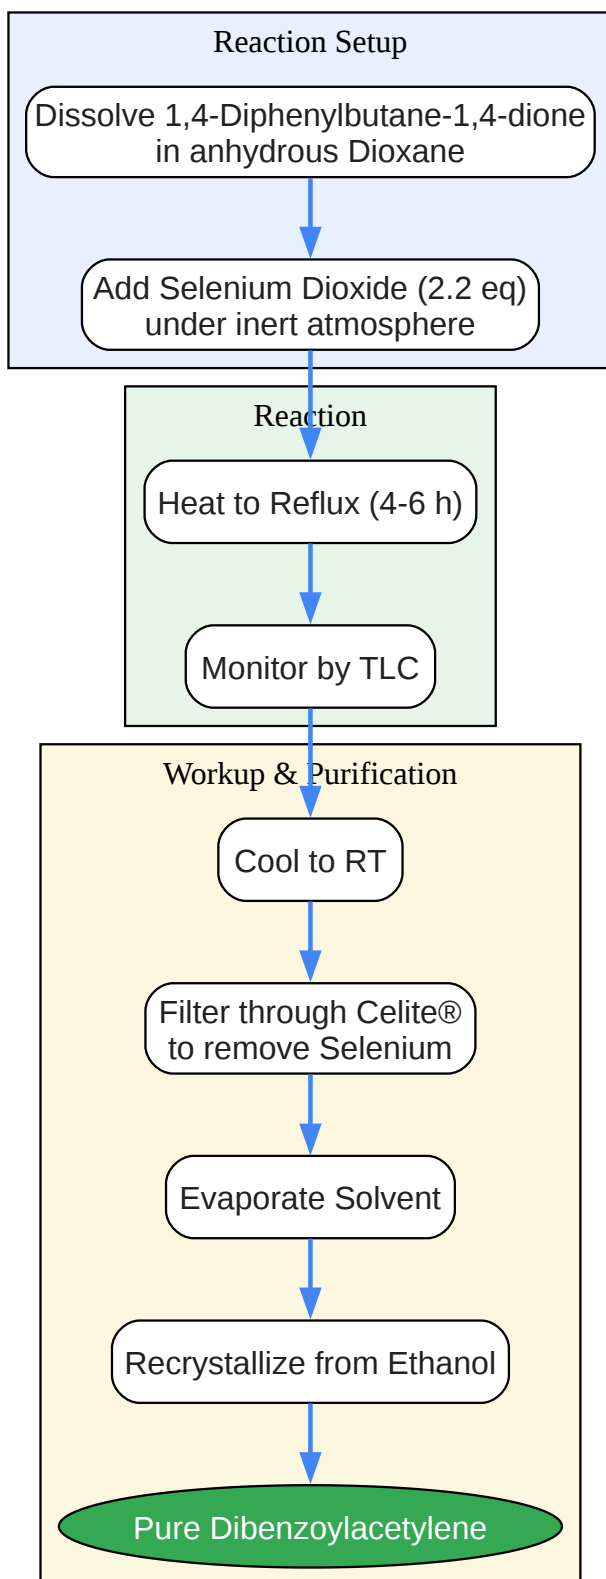 Reaction Setup
Dissolve 1,4-Diphenylbutane-1,4-dione
in anhydrous Dioxane
Add Selenium Dioxide (2.2 eq)
under inert atmosphere
Reaction
Heat to Reflux (4-6 h)
Monitor by TLC
Workup & Purification
Cool to RT
Filter through Celite®
to remove Selenium
Evaporate Solvent
Recrystallize from Ethanol
Pure Dibenzoylacetylene